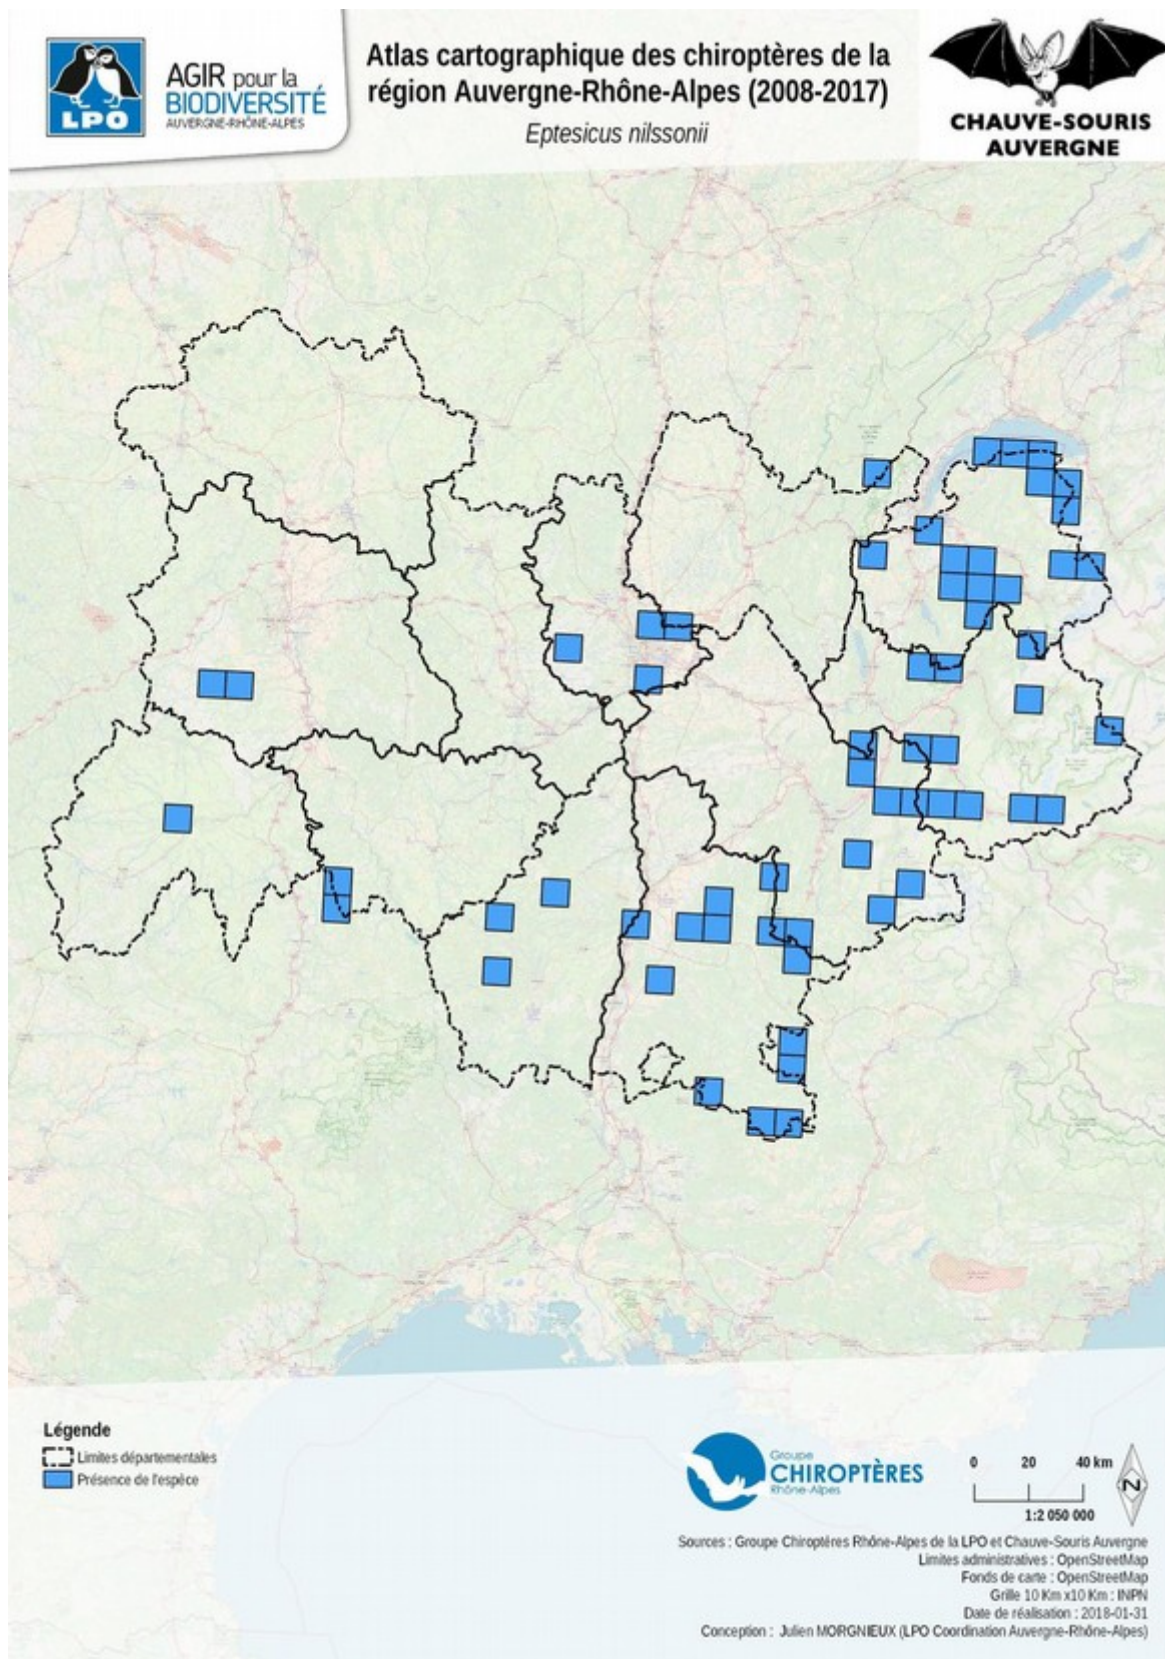 LPO
AGIR pour la
BIODIVERSITÉ
AUVERGNE-RHÔNE-ALPES
Atlas cartographique des chiroptères de la
région Auvergne-Rhône-Alpes (2008-2017)
Eptesicus nilssonii
CHAUVE-SOURIS
AUVERGNE
Légende
Limites départementales
Présence de l'espèce
Groupe
CHIROPTÈRES
Rhône-Alpes
0 20 40 km
N
1:2 050 000
Sources : Groupe Chiroptères Rhône-Alpes de la LPO et Chauve-Souris Auvergne
Limites administratives : OpenStreetMap
Fonds de carte : OpenStreetMap
Grille 10 Km x10 Km : INPN
Date de réalisation : 2018-01-31
Conception : Julien MORGNIEUX (LPO Coordination Auvergne-Rhône-Alpes)